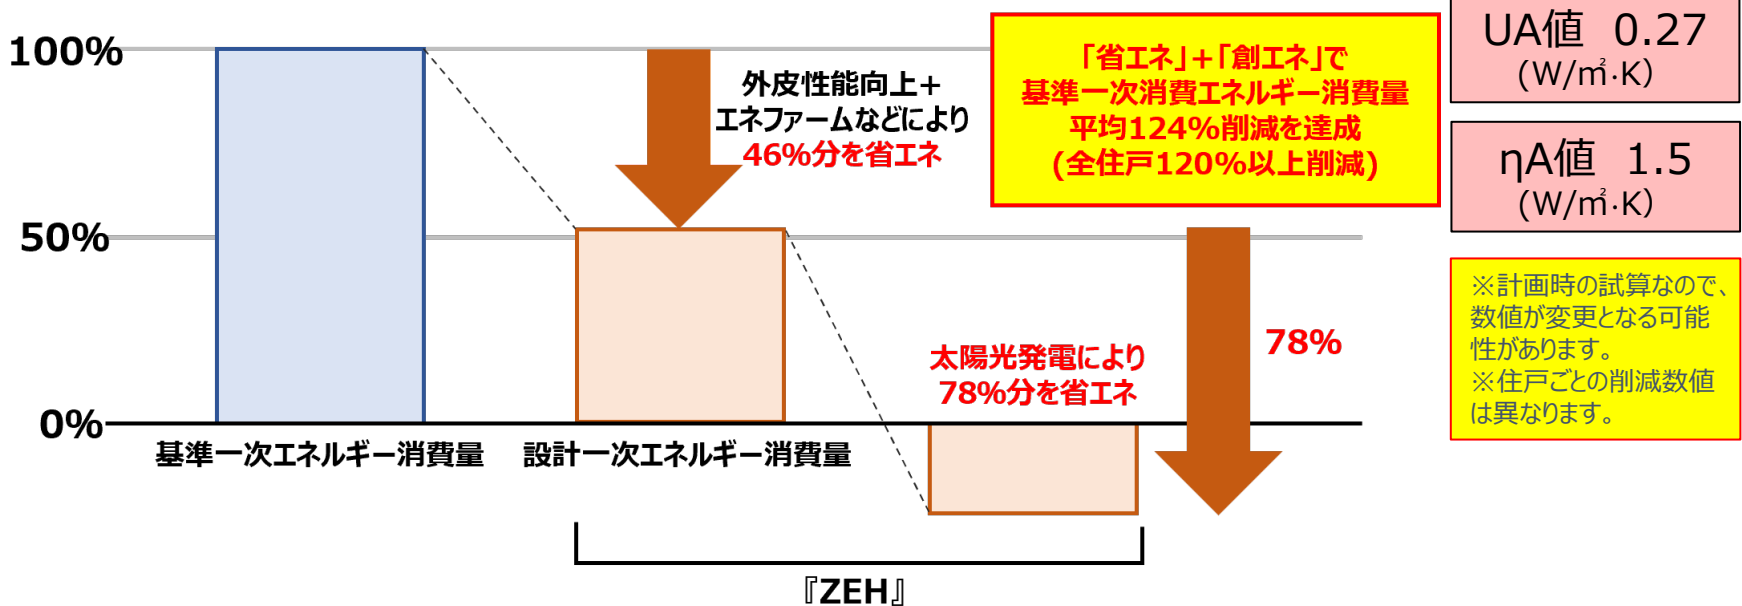 100%
50%
0%
外皮性能向上+
エネファームなどにより
46%分を省エネ
「省エネ」+「創エネ」で
基準一次消費エネルギー消費量
平均124%削減を達成
(全住戸120%以上削減)
UA値 0.27
(W/㎡・K)
ηA値 1.5
(W/㎡・K)
※計画時の試算なので、
数値が変更となる可能
性があります。
※住戸ごとの削減数値
は異なります。
太陽光発電により
78%分を省エネ
78%
基準一次エネルギー消費量
設計一次エネルギー消費量
『ZEH』